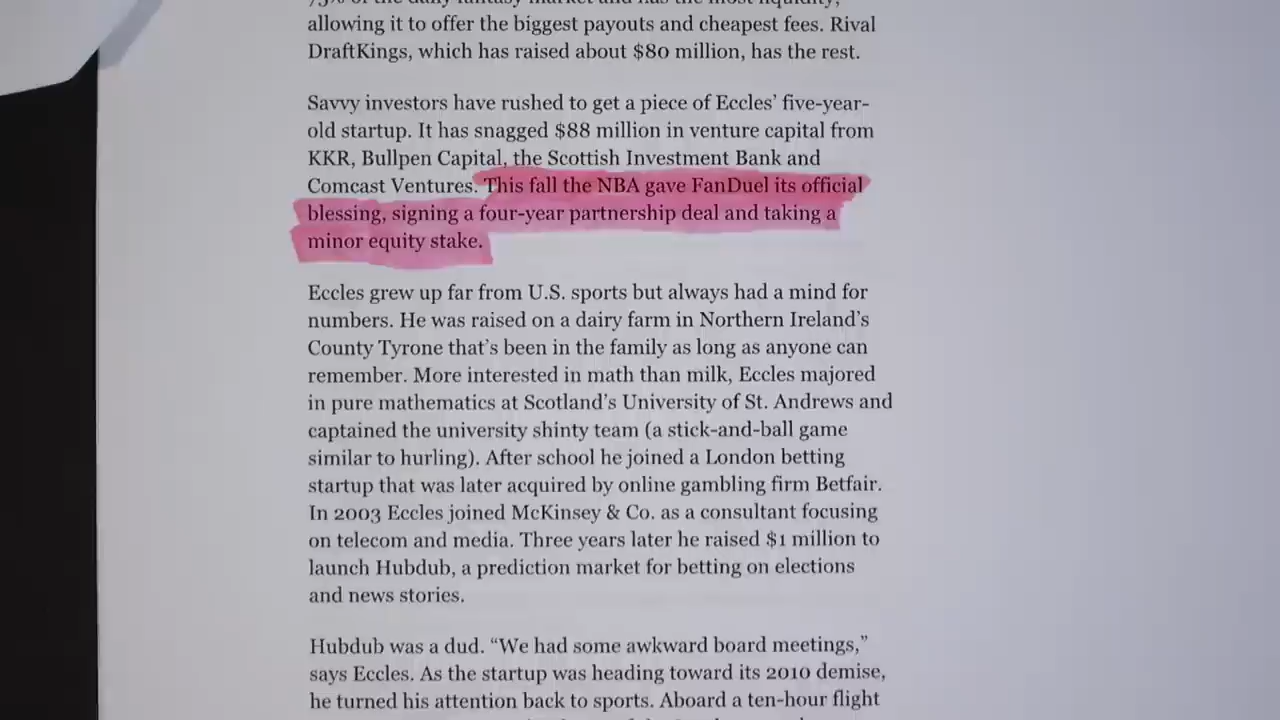 of the daily fantasy market and has the most liquidity,
allowing it to offer the biggest payouts and cheapest fees. Rival
DraftKings, which has raised about $80 million, has the rest.
Savvy investors have rushed to get a piece of Eccles’ five-year-
old startup. It has snagged $88 million in venture capital from
KKR, Bullpen Capital, the Scottish Investment Bank and
Comcast Ventures. This fall the NBA gave FanDuel its official
blessing, signing a four-year partnership deal and taking a
minor equity stake.
Eccles grew up far from U.S. sports but always had a mind for
numbers. He was raised on a dairy farm in Northern Ireland’s
County Tyrone that’s been in the family as long as anyone can
remember. More interested in math than milk, Eccles majored
in pure mathematics at Scotland’s University of St. Andrews and
captained the university shinty team (a stick-and-ball game
similar to hurling). After school he joined a London betting
startup that was later acquired by online gambling firm Betfair.
In 2003 Eccles joined McKinsey & Co. as a consultant focusing
on telecom and media. Three years later he raised $1 million to
launch Hubdub, a prediction market for betting on elections
and news stories.
Hubdub was a dud. “We had some awkward board meetings,”
says Eccles. As the startup was heading toward its 2010 demise,
he turned his attention back to sports. Aboard a ten-hour flight